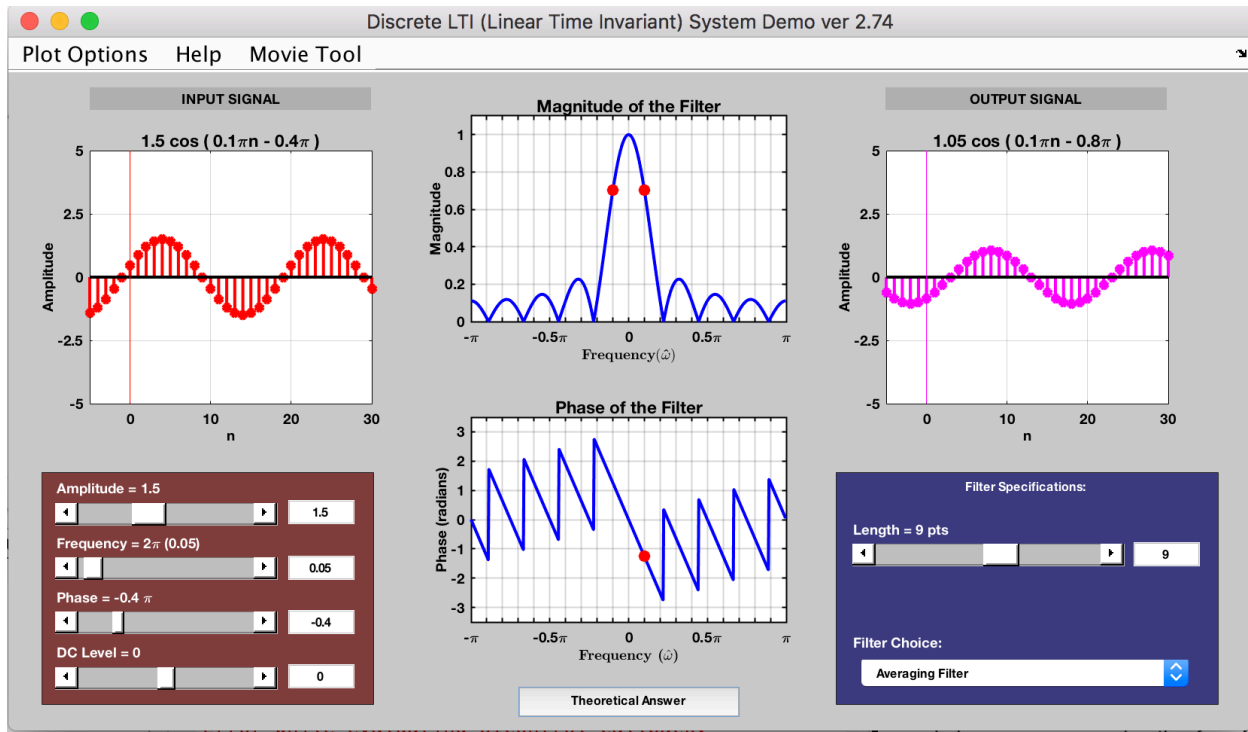 Discrete LTI (Linear Time Invariant) System Demo ver 2.74
Plot Options Help Movie Tool
INPUT SIGNAL
1.5 cos ( 0.1πn - 0.4π )
5
2.5
0
-2.5
-5
Amplitude
0 10 20 30
n
Magnitude of the Filter
1
0.8
0.6
0.4
0.2
0
Magnitude
-π -0.5π 0 0.5π π
Frequency(ω̂)
OUTPUT SIGNAL
1.05 cos ( 0.1πn - 0.8π )
5
2.5
0
-2.5
-5
Amplitude
0 10 20 30
n
Phase of the Filter
3
2
1
0
-1
-2
-3
Phase (radians)
-π -0.5π 0 0.5π π
Frequency (ω̂)
Theoretical Answer
Amplitude = 1.5
1.5
Frequency = 2π (0.05)
0.05
Phase = -0.4 π
-0.4
DC Level = 0
0
Filter Specifications:
Length = 9 pts
9
Filter Choice:
Averaging Filter